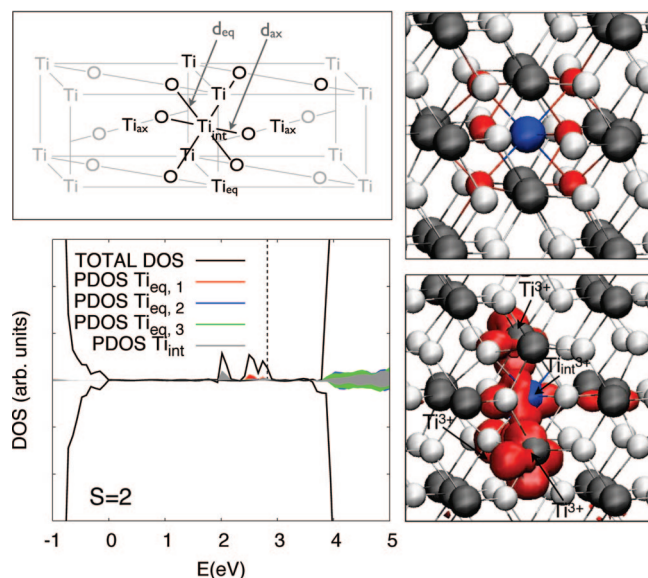 d_eq d_ax
Ti Ti Ti
O O O O
Ti Ti Ti
O O
Ti_ax Ti_int O Ti_ax
O
Ti Ti Ti
O O O O
Ti Ti_eq Ti
TOTAL DOS
PDOS Ti_eq, 1
PDOS Ti_eq, 2
PDOS Ti_eq, 3
PDOS Ti_int
DOS (arb. units)
S=2
-1 0 1 2 3 4 5
E(eV)
Ti³⁺
Ti_int³⁺
Ti³⁺
Ti³⁺